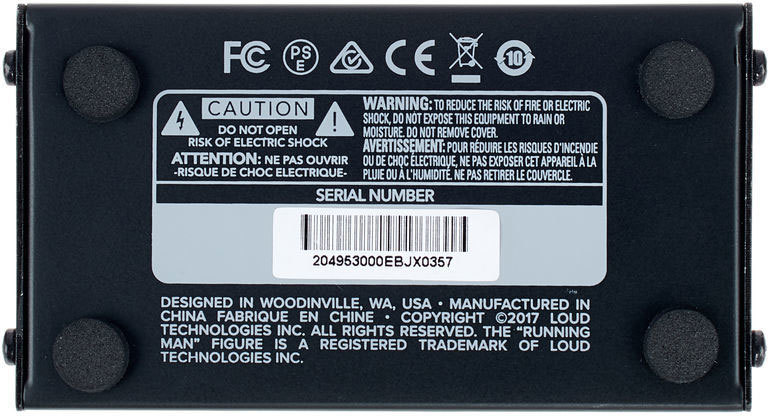 FC PSE CE 10
CAUTION
DO NOT OPEN
RISK OF ELECTRIC SHOCK
ATTENTION: NE PAS OUVRIR
-RISQUE DE CHOC ELECTRIQUE-
WARNING: TO REDUCE THE RISK OF FIRE OR ELECTRIC
SHOCK, DO NOT EXPOSE THIS EQUIPMENT TO RAIN OR
MOISTURE. DO NOT REMOVE COVER.
AVERTISSEMENT: POUR RÉDUIRE LES RISQUES D'INCENDIE
OU DE CHOC ÉLECTRIQUE, NE PAS EXPOSER CET APPAREIL À LA
PLUIE OU À L'HUMIDITÉ. NE PAS RETIRER LE COUVERCLE.
SERIAL NUMBER
204953000EBJX0357
DESIGNED IN WOODINVILLE, WA, USA • MANUFACTURED IN
CHINA FABRIQUE EN CHINE • COPYRIGHT ©2017 LOUD
TECHNOLOGIES INC. ALL RIGHTS RESERVED. THE “RUNNING
MAN” FIGURE IS A REGISTERED TRADEMARK OF LOUD
TECHNOLOGIES INC.